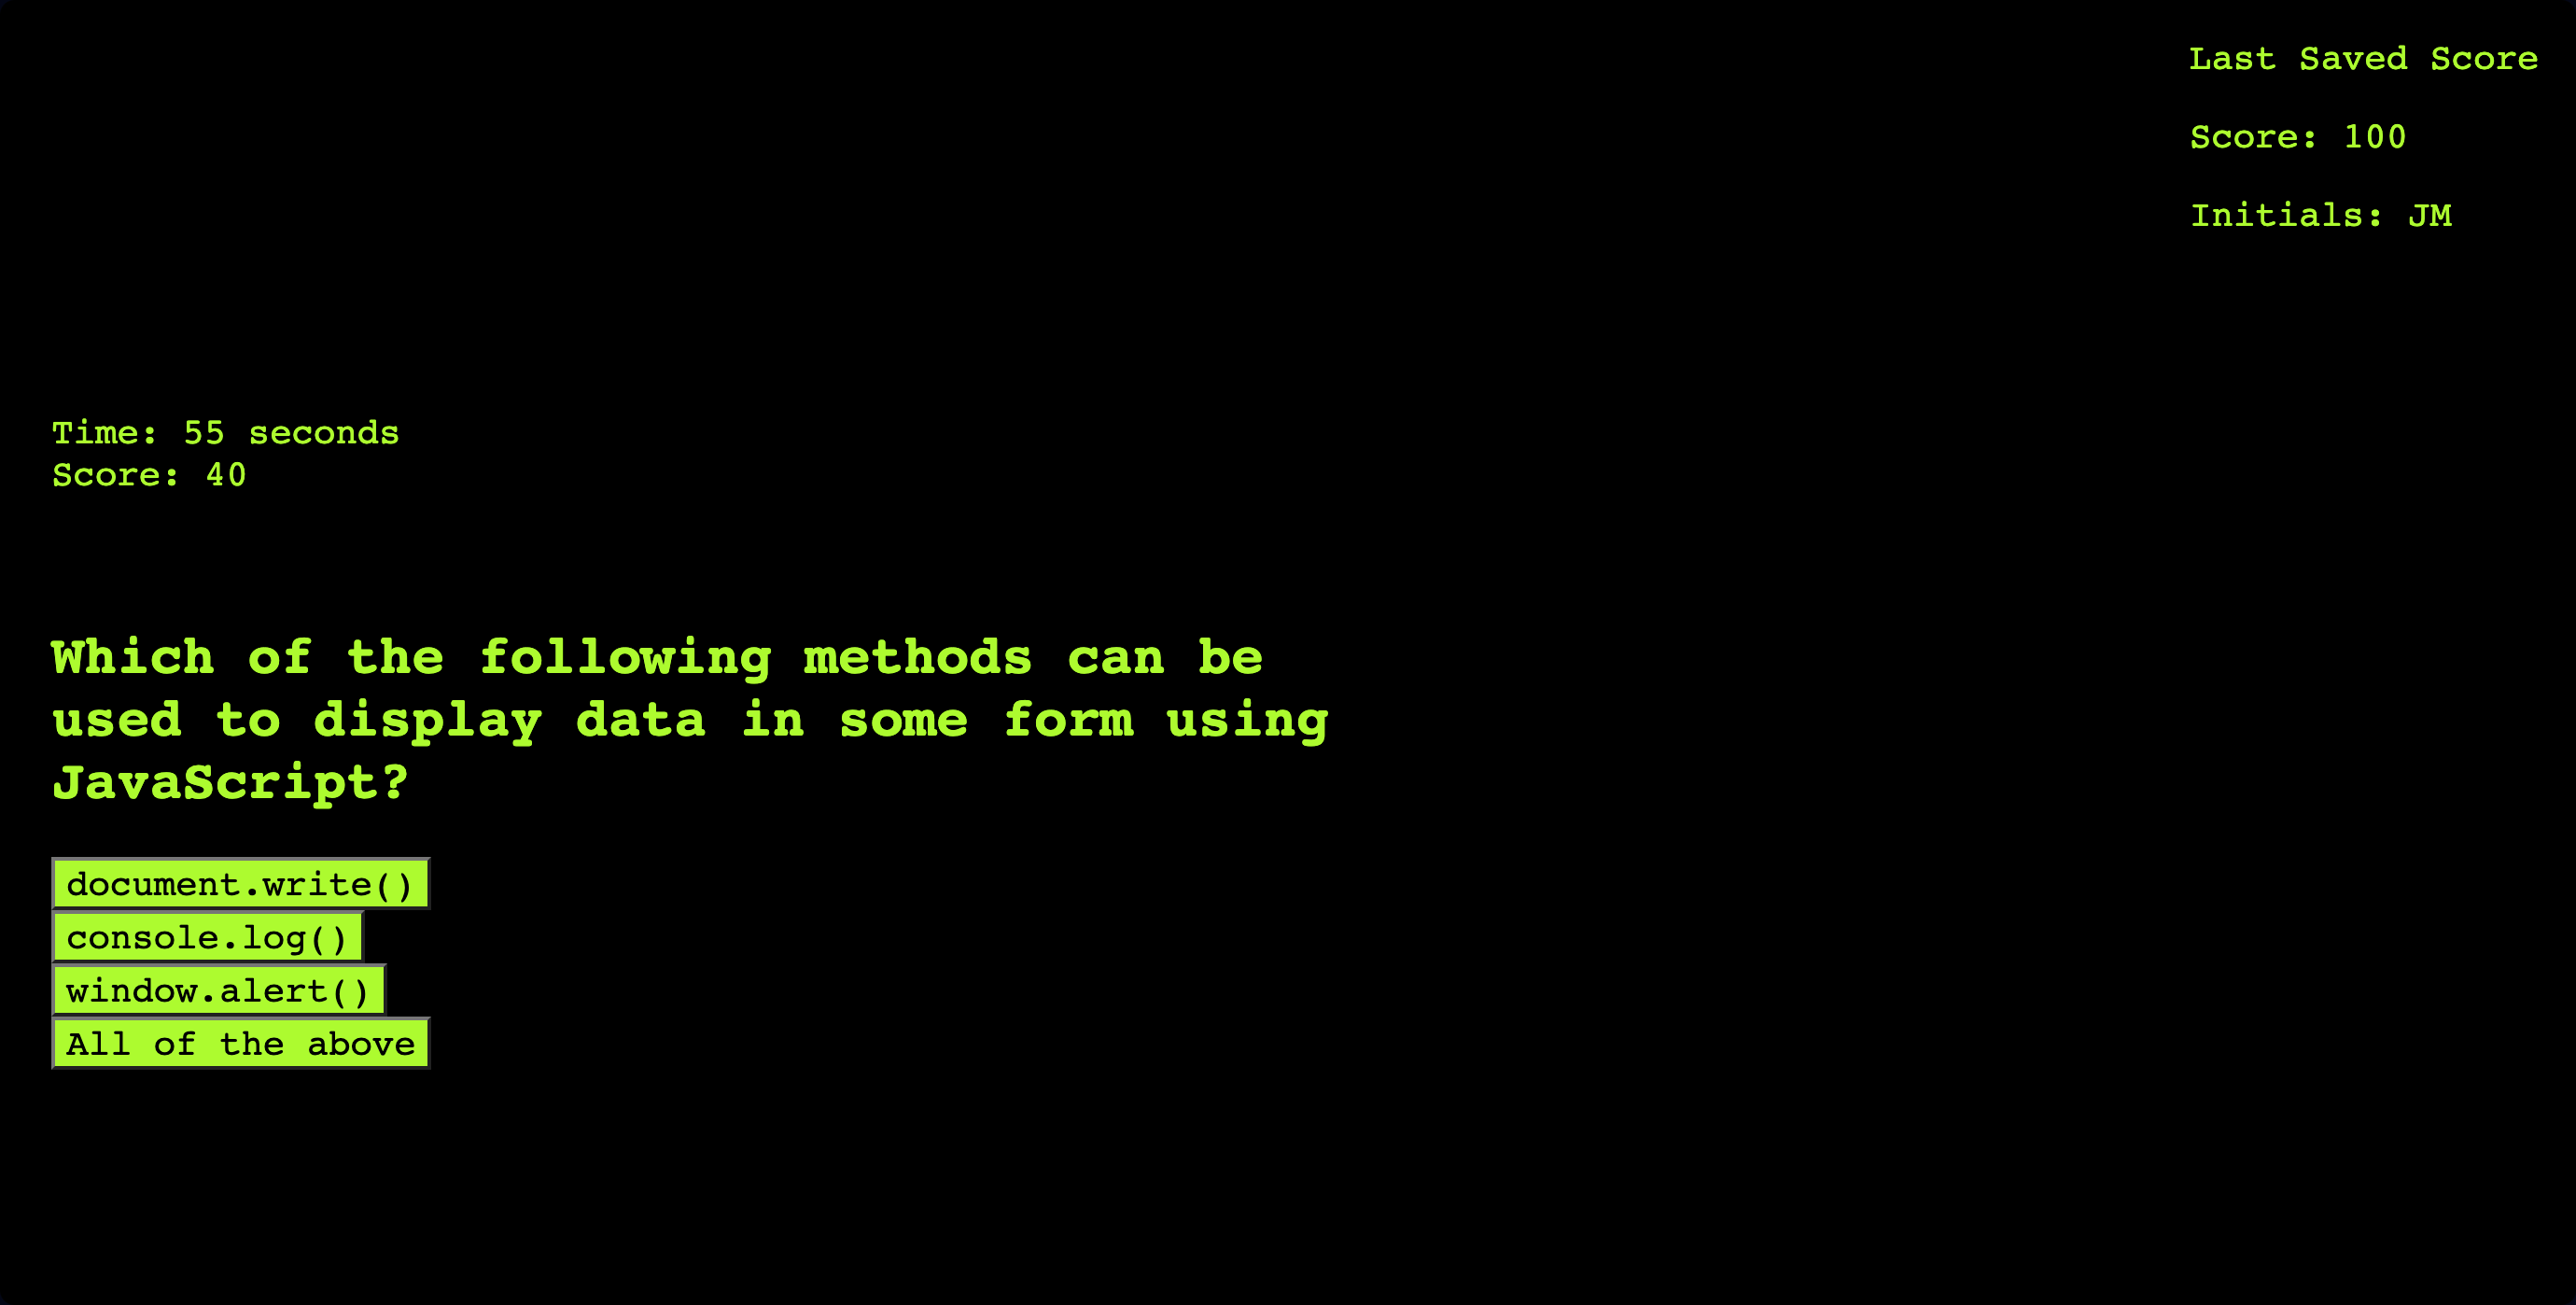 Last Saved Score
Score: 100
Initials: JM
Time: 55 seconds
Score: 40
Which of the following methods can be
used to display data in some form using
JavaScript?
document.write()
console.log()
window.alert()
All of the above